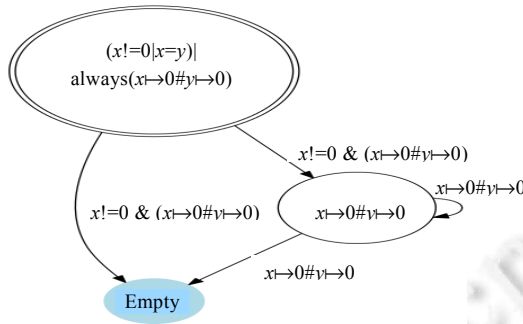 (x!=0|x=y)|
always(x↦0#y↦0)
x!=0 & (x↦0#y↦0)
x↦0#y↦0
x!=0 & (x↦0#y↦0)
x↦0#y↦0
x↦0#y↦0
Empty